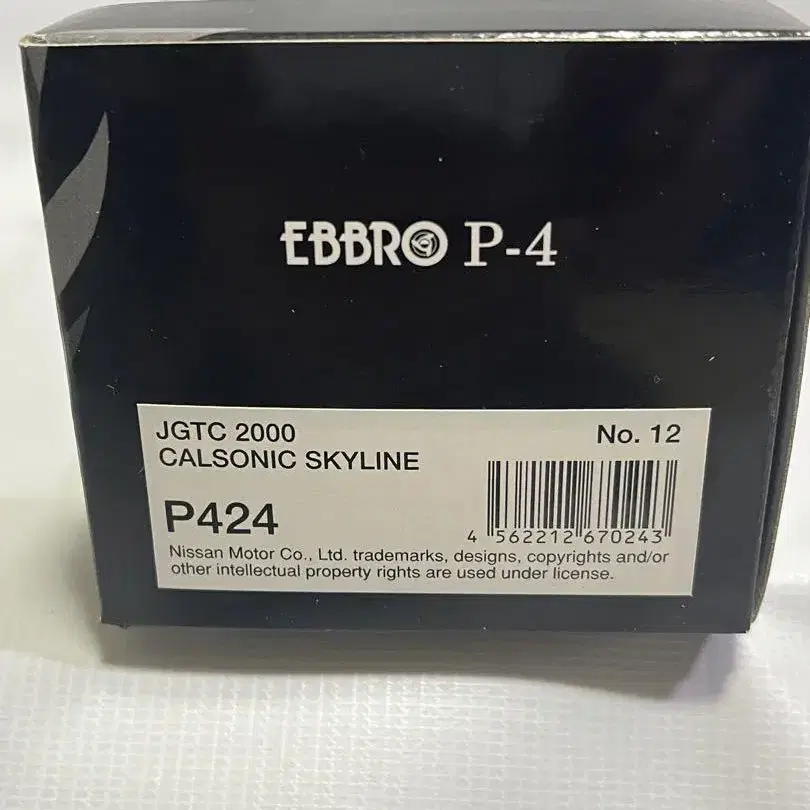 EBBRO P-4
JGTC 2000 No. 12
CALSONIC SKYLINE
P424
4 562212 670243
Nissan Motor Co., Ltd. trademarks, designs, copyrights and/or
other intellectual property rights are used under license.